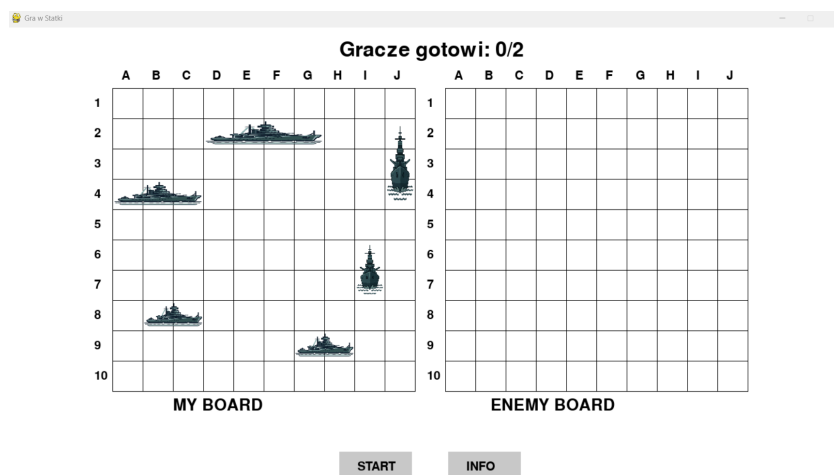 Gra w Statki
Gracze gotowi: 0/2
A B C D E F G H I J A B C D E F G H I J
1 1
2 2
3 3
4 4
5 5
6 6
7 7
8 8
9 9
10 10
MY BOARD ENEMY BOARD
START INFO